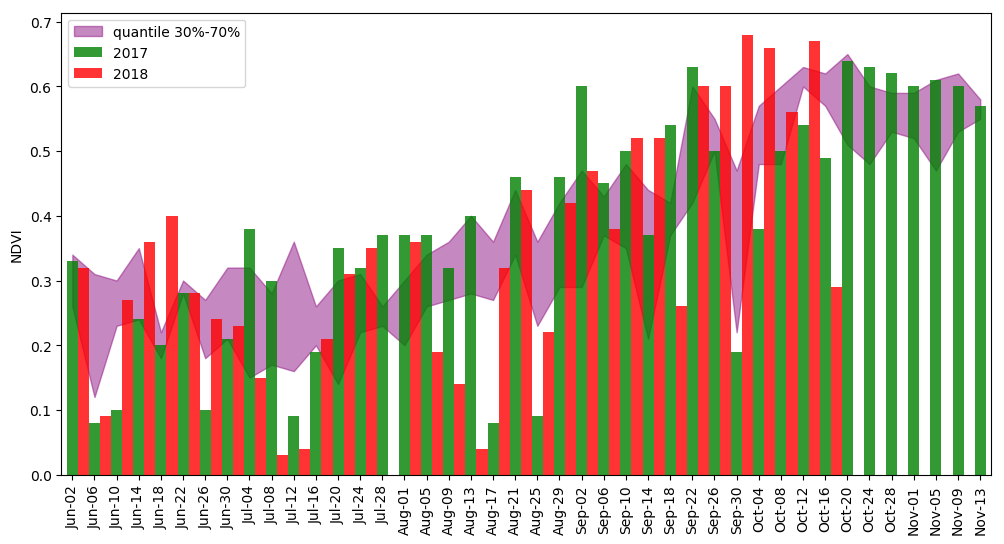 quantile 30%-70%
2017
2018
NDVI
0.7
0.6
0.5
0.4
0.3
0.2
0.1
0.0
Jun-02
Jun-06
Jun-10
Jun-14
Jun-18
Jun-22
Jun-26
Jun-30
Jul-04
Jul-08
Jul-12
Jul-16
Jul-20
Jul-24
Jul-28
Aug-01
Aug-05
Aug-09
Aug-13
Aug-17
Aug-21
Aug-25
Aug-29
Sep-02
Sep-06
Sep-10
Sep-14
Sep-18
Sep-22
Sep-26
Sep-30
Oct-04
Oct-08
Oct-12
Oct-16
Oct-20
Oct-24
Oct-28
Nov-01
Nov-05
Nov-09
Nov-13